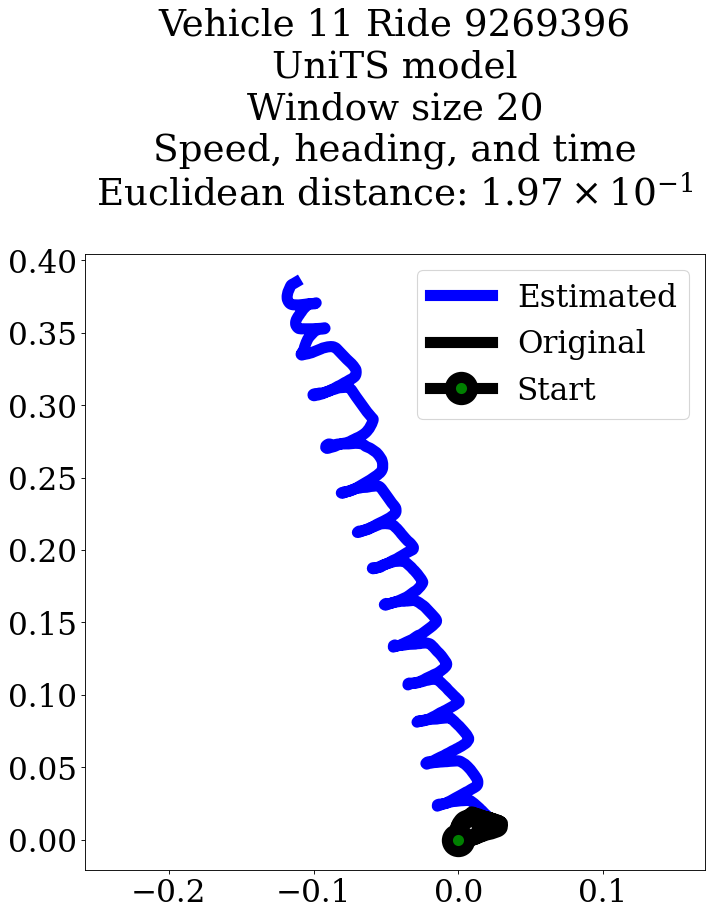 Vehicle 11 Ride 9269396
UniTS model
Window size 20
Speed, heading, and time
Euclidean distance: 1.97 × 10⁻¹
0.40
0.35
0.30
0.25
0.20
0.15
0.10
0.05
0.00
−0.2
−0.1
0.0
0.1
Estimated
Original
Start